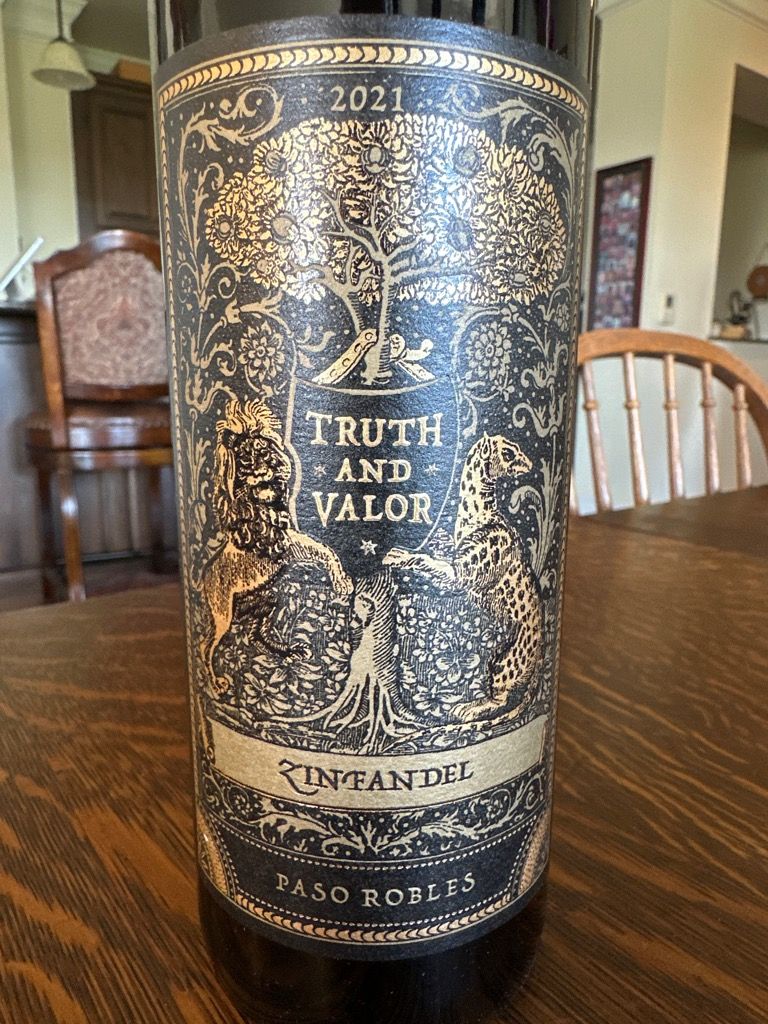 2021
TRUTH
AND
VALOR
ZINFANDEL
PASO ROBLES